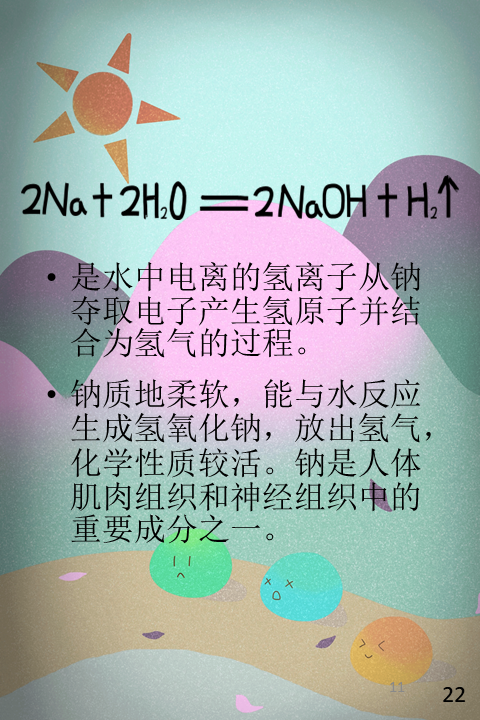 2Na+2H₂O══2NaOH+H₂↑
• 是水中电离的氢离子从钠
夺取电子产生氢原子并结
合为氢气的过程。
• 钠质地柔软，能与水反应
生成氢氧化钠，放出氢气，
化学性质较活。钠是人体
肌肉组织和神经组织中的
重要成分之一。
11
22